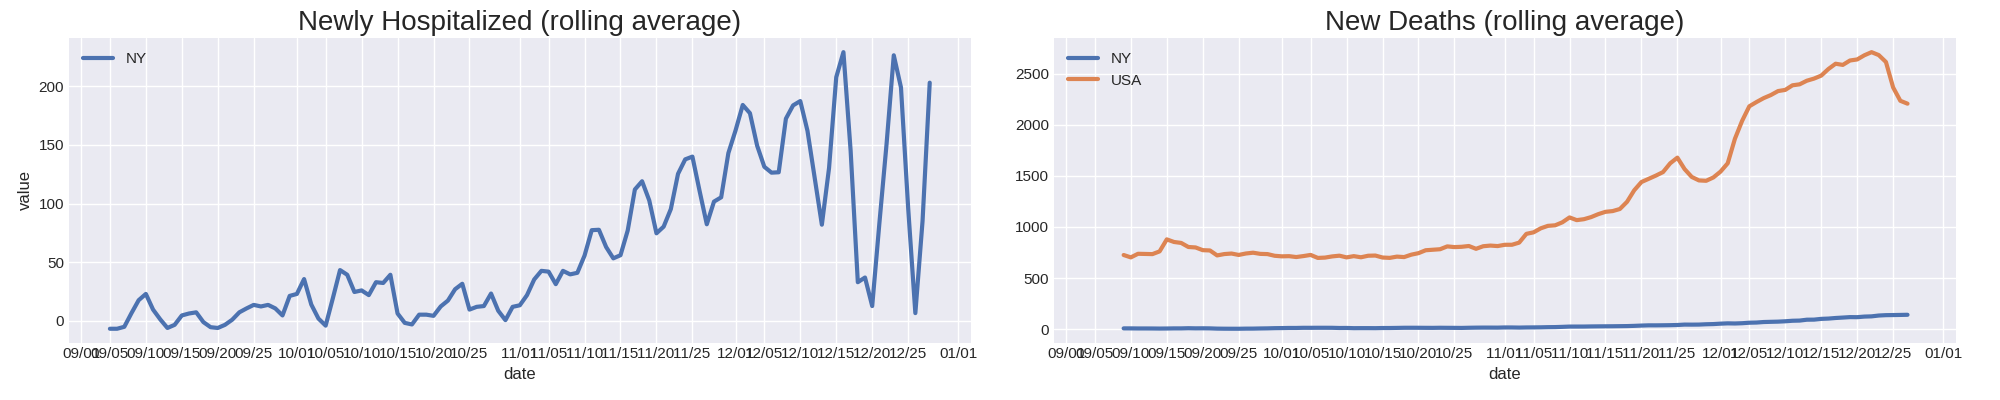 Newly Hospitalized (rolling average)
NY
value
200
150
100
50
0
09/01 09/05 09/10 09/15 09/20 09/25 10/01 10/05 10/10 10/15 10/20 10/25 11/01 11/05 11/10 11/15 11/20 11/25 12/01 12/05 12/10 12/15 12/20 12/25 01/01
date
New Deaths (rolling average)
NY
USA
2500
2000
1500
1000
500
0
09/01 09/05 09/10 09/15 09/20 09/25 10/01 10/05 10/10 10/15 10/20 10/25 11/01 11/05 11/10 11/15 11/20 11/25 12/01 12/05 12/10 12/15 12/20 12/25 01/01
date